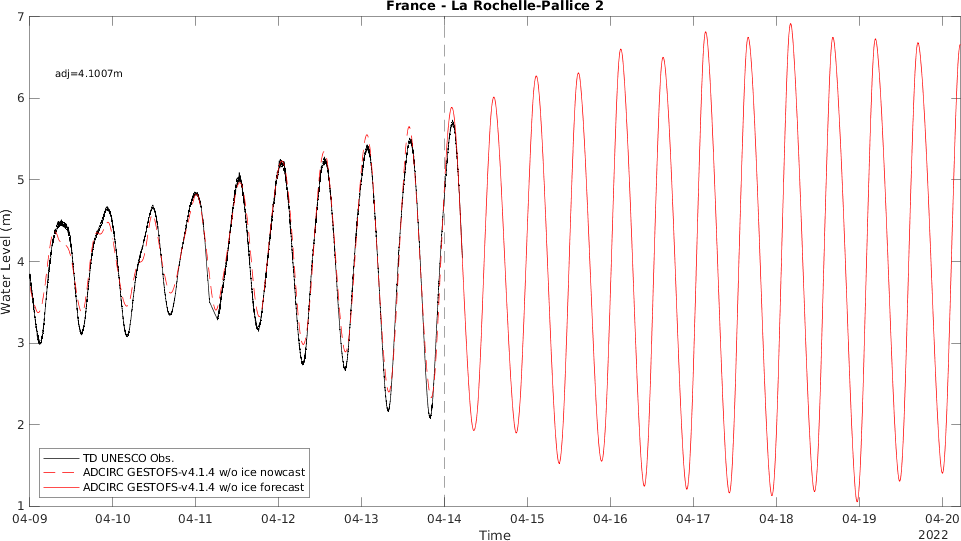 France - La Rochelle-Pallice 2
adj=4.1007m
7
6
5
4
3
2
1
Water Level (m)
TD UNESCO Obs.
ADCIRC GESTOFS-v4.1.4 w/o ice nowcast
ADCIRC GESTOFS-v4.1.4 w/o ice forecast
04-09 04-10 04-11 04-12 04-13 04-14 04-15 04-16 04-17 04-18 04-19 04-20
Time
2022